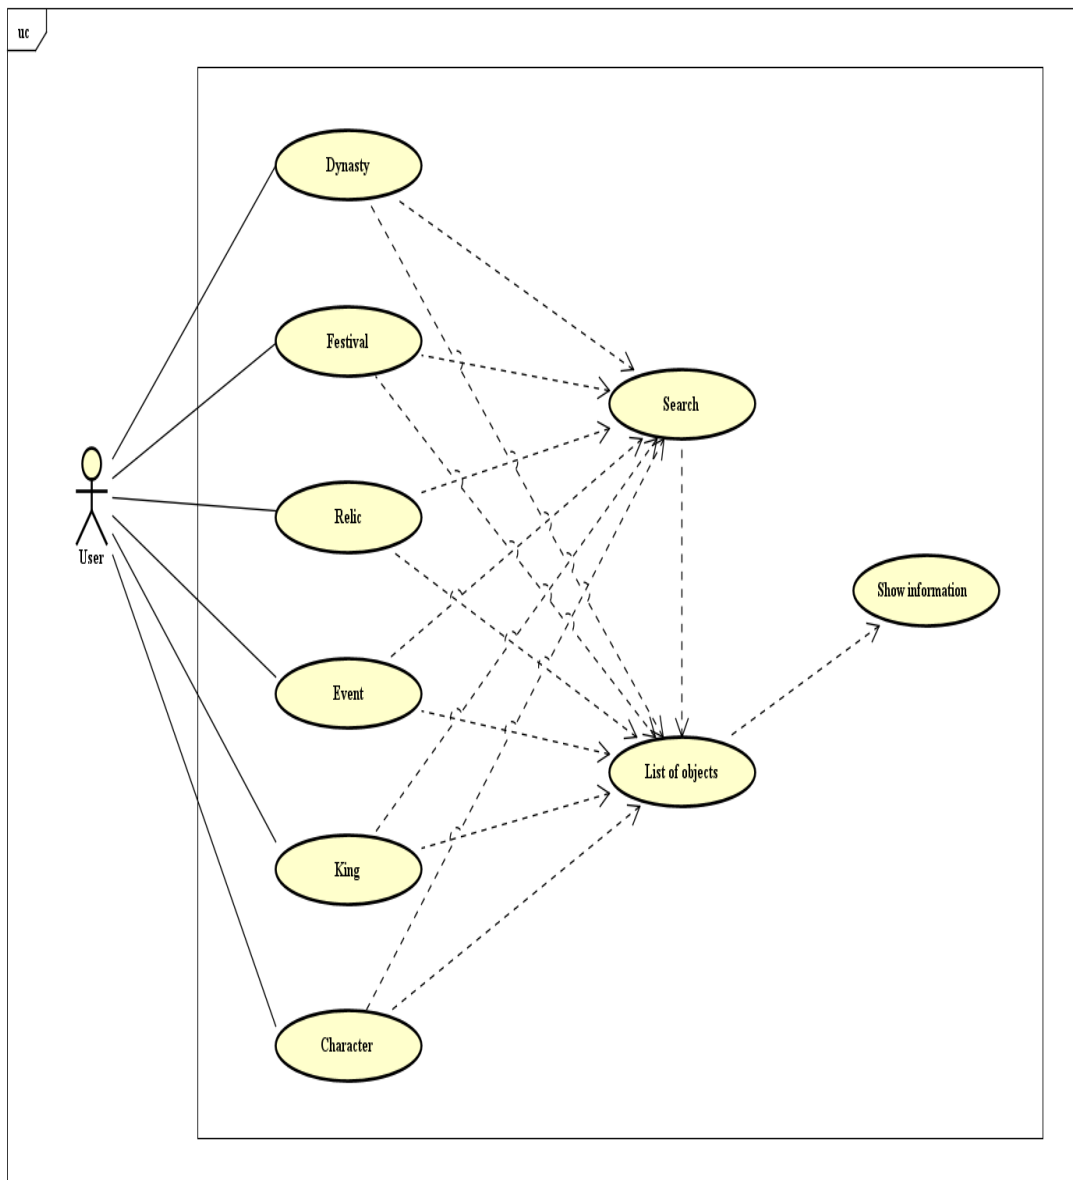 uc
Dynasty
Festival
Search
Relic
User
Show information
Event
List of objects
King
Character